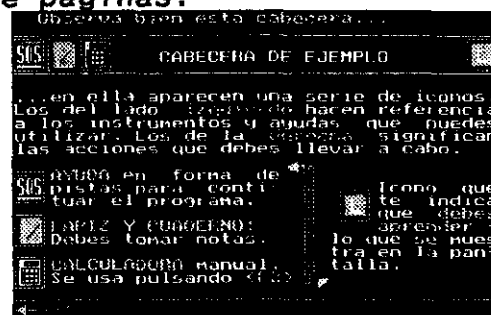 e páginas.
Observa bien esta cabecera...
SOS CABECERA DE EJEMPLO
...en ella aparecen una serie de iconos.
Los del lado izquierdo hacen referencia
a los instrumentos y ayudas que puedes
utilizar. Los de la derecha significan
las acciones que debes llevar a cabo.
SOS AYUDA en forma de
pistas para conti-
tuar el programa.
LAPIZ Y CUADERNO:
Debes tomar notas.
CALCULADORA manual.
Se usa pulsando
Icono que
te indica
que debes
aprender
lo que se mues
tra en la pan
talla.